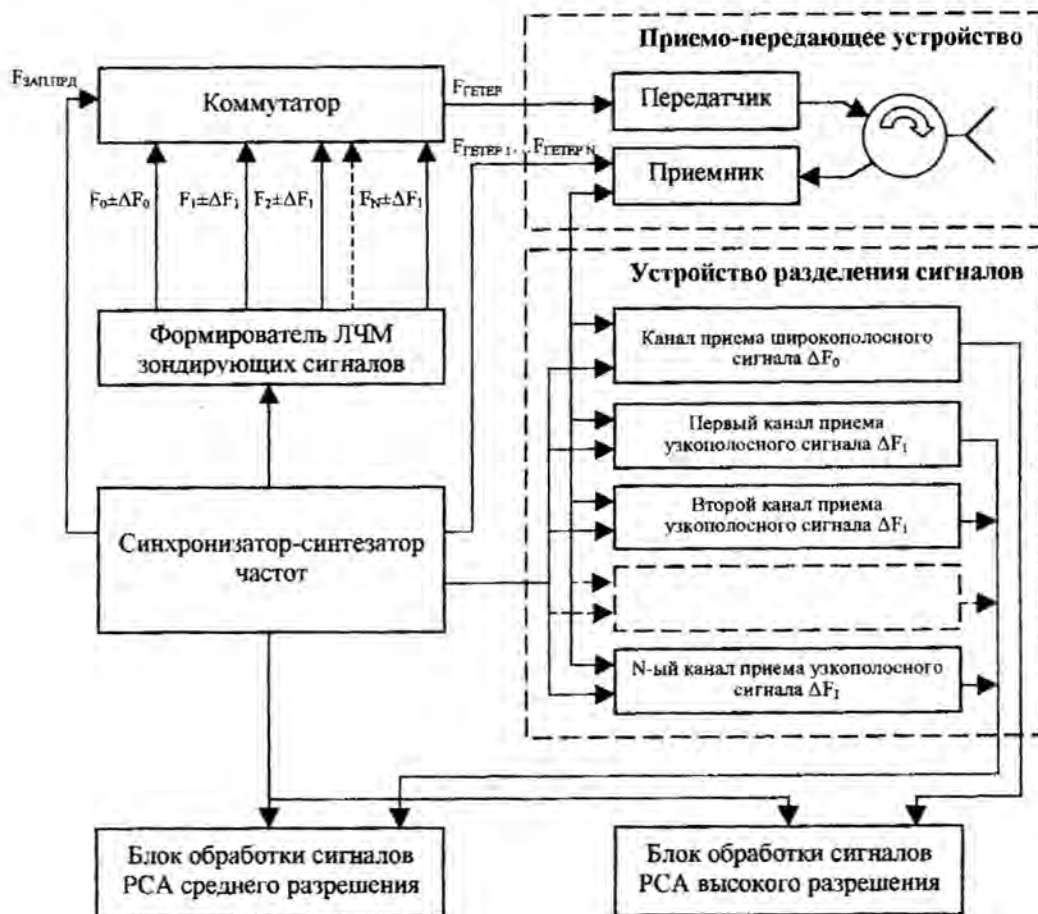 Приемо-передающее устройство
FЗАП.ПРД
Коммутатор
FГЕТЕР
Передатчик
FГЕТЕР 1. . . FГЕТЕР N
Приемник
F₀±ΔF₀
F₁±ΔF₁
F₂±ΔF₁
F_N±ΔF₁
Устройство разделения сигналов
Формирователь ЛЧМ
зондирующих сигналов
Канал приема широкополосного
сигнала ΔF₀
Первый канал приема
узкополосного сигнала ΔF₁
Второй канал приема
узкополосного сигнала ΔF₁
Синхронизатор-синтезатор
частот
N-ый канал приема узкополосного
сигнала ΔF₁
Блок обработки сигналов
РСА среднего разрешения
Блок обработки сигналов
РСА высокого разрешения